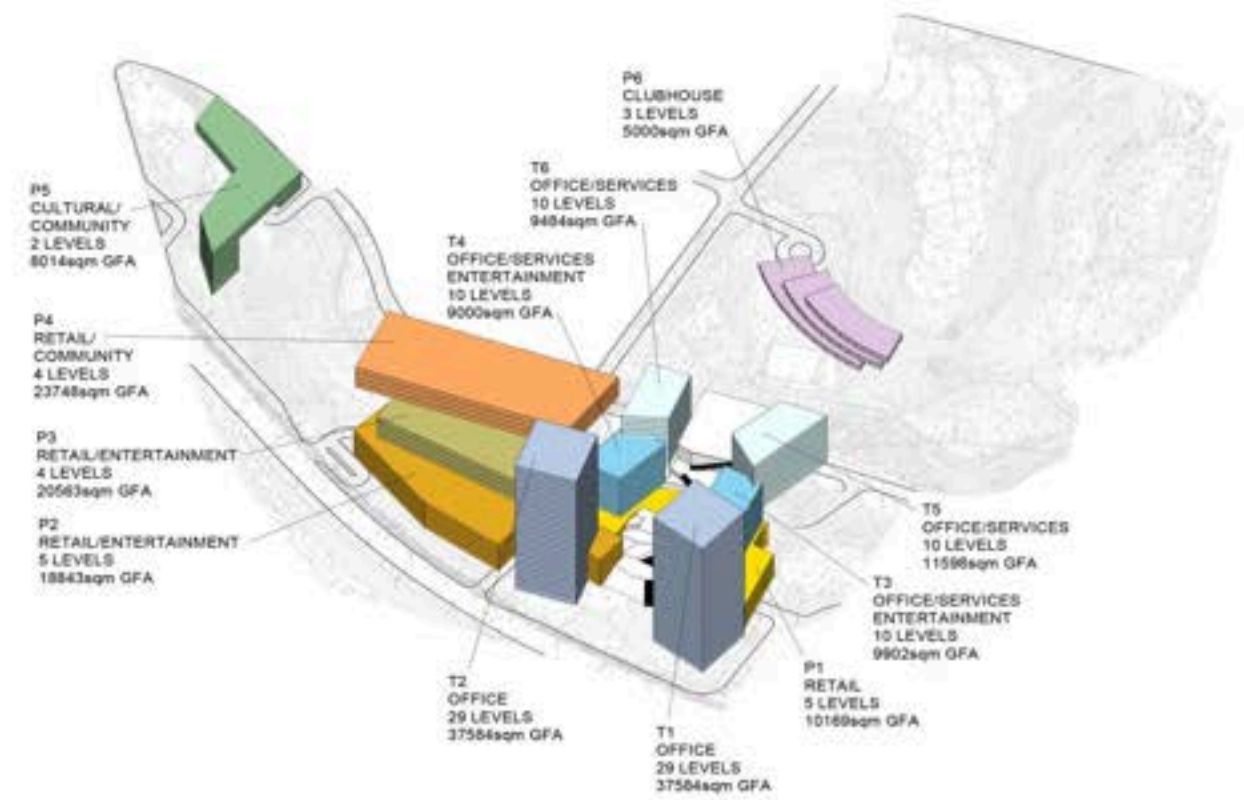 P6
CLUBHOUSE
3 LEVELS
5000sqm GFA
T6
OFFICE/SERVICES
10 LEVELS
9484sqm GFA
P5
CULTURAL/
COMMUNITY
2 LEVELS
8014sqm GFA
T4
OFFICE/SERVICES
ENTERTAINMENT
10 LEVELS
9000sqm GFA
P4
RETAIL/
COMMUNITY
4 LEVELS
23748sqm GFA
P3
RETAIL/ENTERTAINMENT
4 LEVELS
20563sqm GFA
P2
RETAIL/ENTERTAINMENT
5 LEVELS
18843sqm GFA
T5
OFFICE/SERVICES
10 LEVELS
11598sqm GFA
T3
OFFICE/SERVICES
ENTERTAINMENT
10 LEVELS
9902sqm GFA
P1
RETAIL
5 LEVELS
10169sqm GFA
T2
OFFICE
29 LEVELS
37584sqm GFA
T1
OFFICE
29 LEVELS
37584sqm GFA